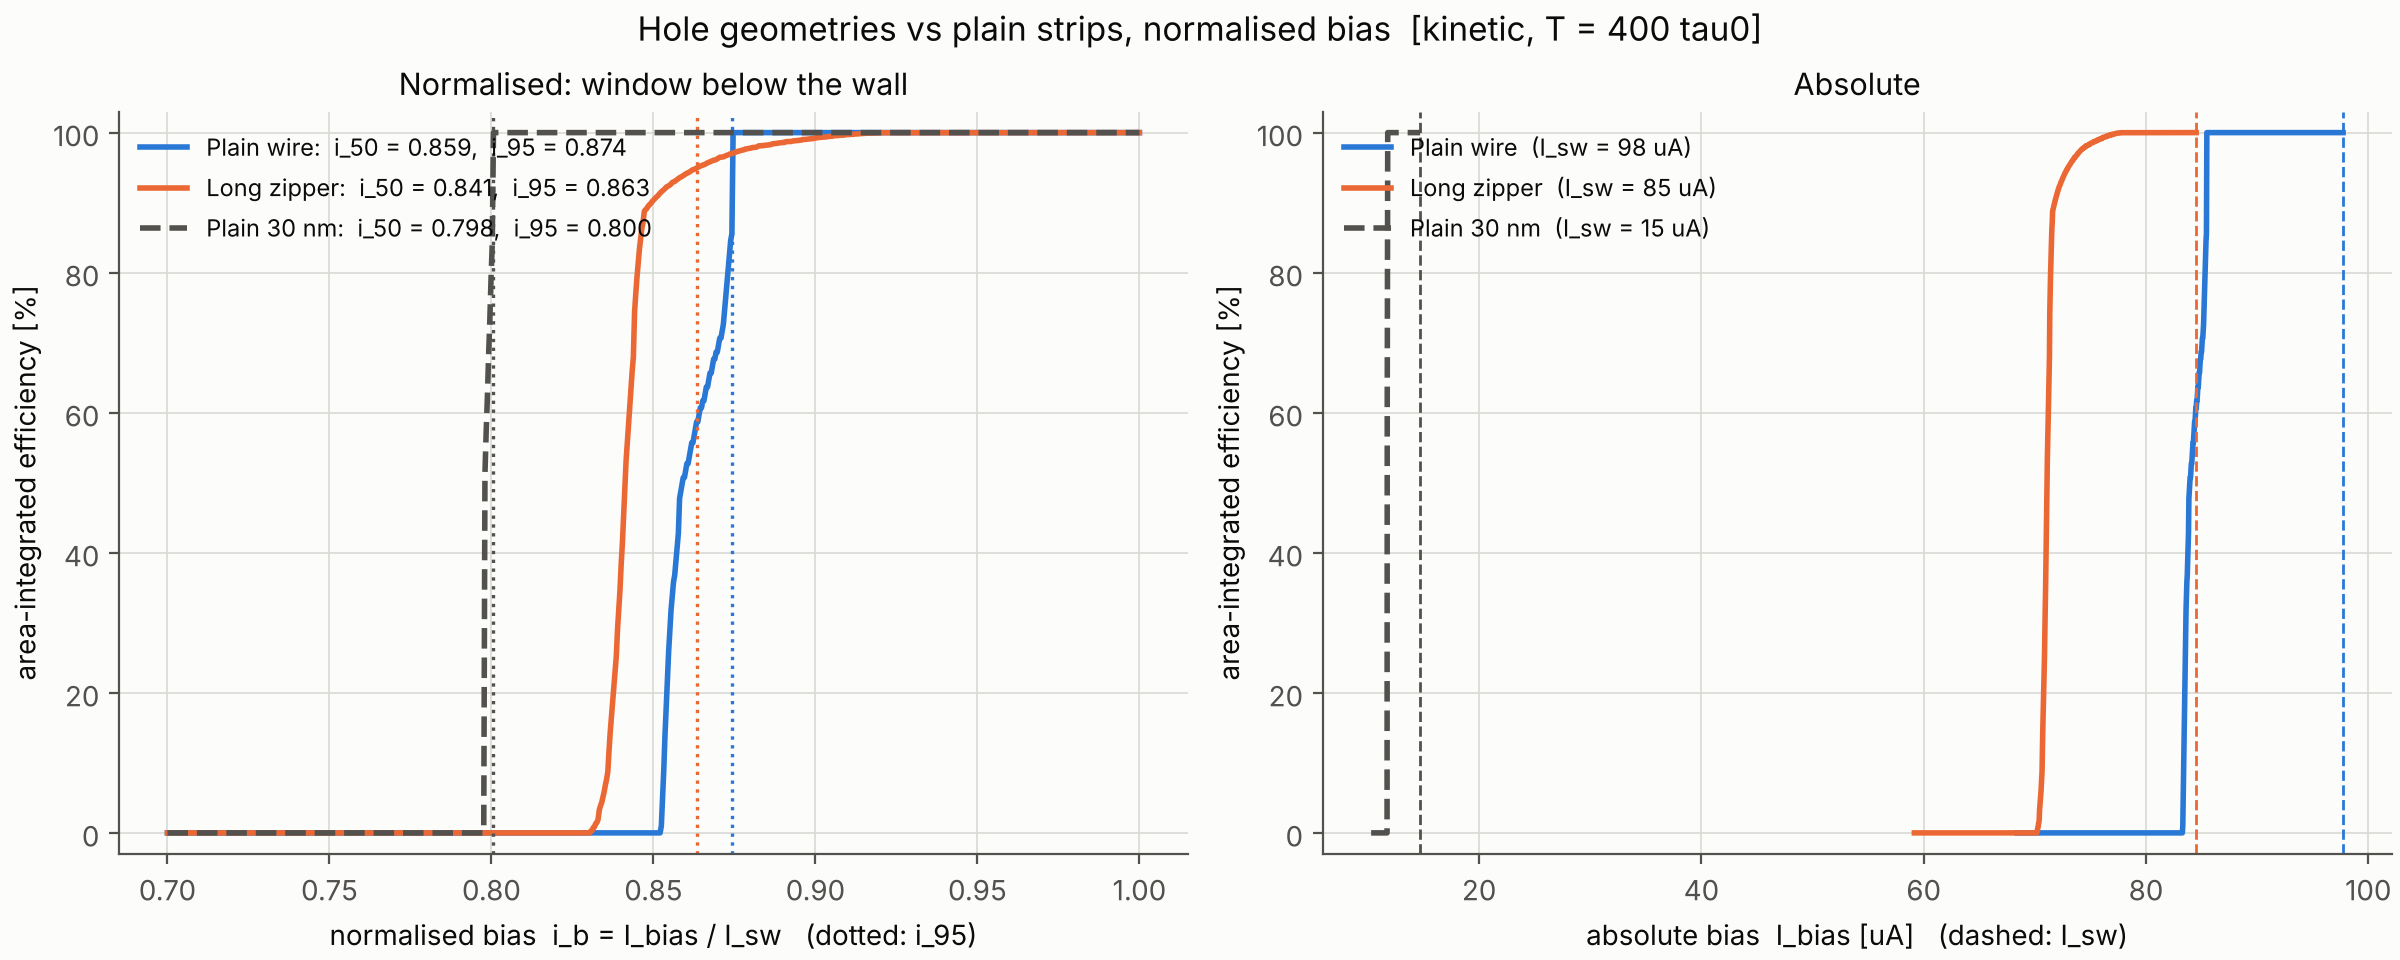 Hole geometries vs plain strips, normalised bias  [kinetic, T = 400 tau0]
Normalised: window below the wall
area-integrated efficiency [%]
100
80
60
40
20
0
Plain wire:  i_50 = 0.859,  i_95 = 0.874
Long zipper:  i_50 = 0.841,  i_95 = 0.863
Plain 30 nm:  i_50 = 0.798,  i_95 = 0.800
0.70 0.75 0.80 0.85 0.90 0.95 1.00
normalised bias  i_b = I_bias / I_sw   (dotted: i_95)
Absolute
area-integrated efficiency [%]
100
80
60
40
20
0
Plain wire  (I_sw = 98 uA)
Long zipper  (I_sw = 85 uA)
Plain 30 nm  (I_sw = 15 uA)
20 40 60 80 100
absolute bias  I_bias [uA]   (dashed: I_sw)